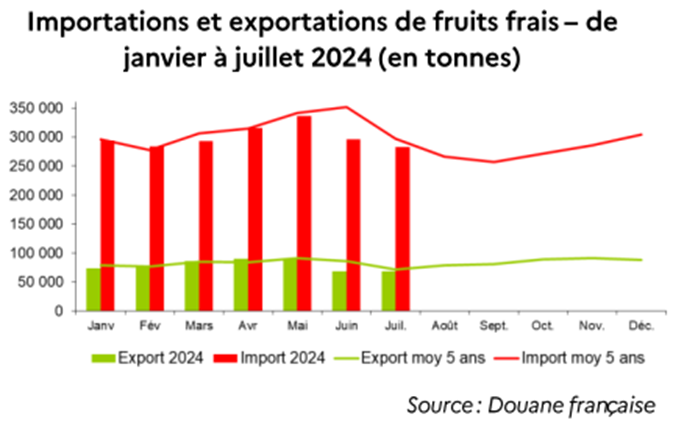 Importations et exportations de fruits frais – de
janvier à juillet 2024 (en tonnes)
350 000
300 000
250 000
200 000
150 000
100 000
50 000
0
Janv Fév Mars Avr Mai Juin Juil. Août Sept. Oct. Nov. Déc.
Export 2024 Import 2024 Export moy 5 ans Import moy 5 ans
Source : Douane française